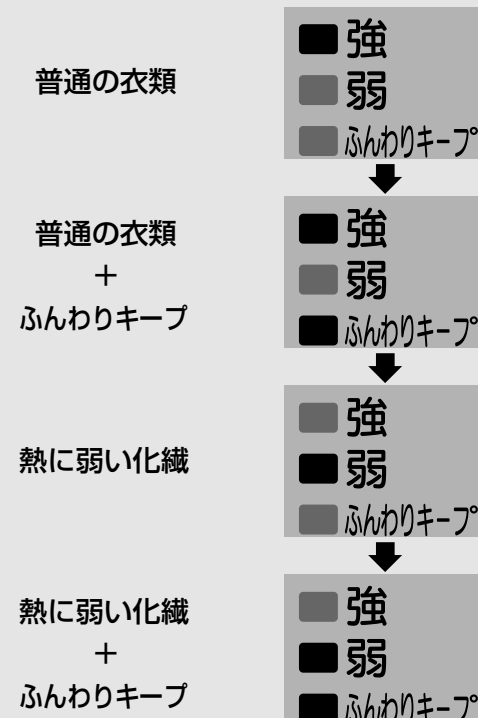 普通の衣類
強
弱
ふんわりキープ
普通の衣類
＋
ふんわりキープ
強
弱
ふんわりキープ
熱に弱い化繊
強
弱
ふんわりキープ
熱に弱い化繊
＋
ふんわりキープ
強
弱
ふんわりキープ